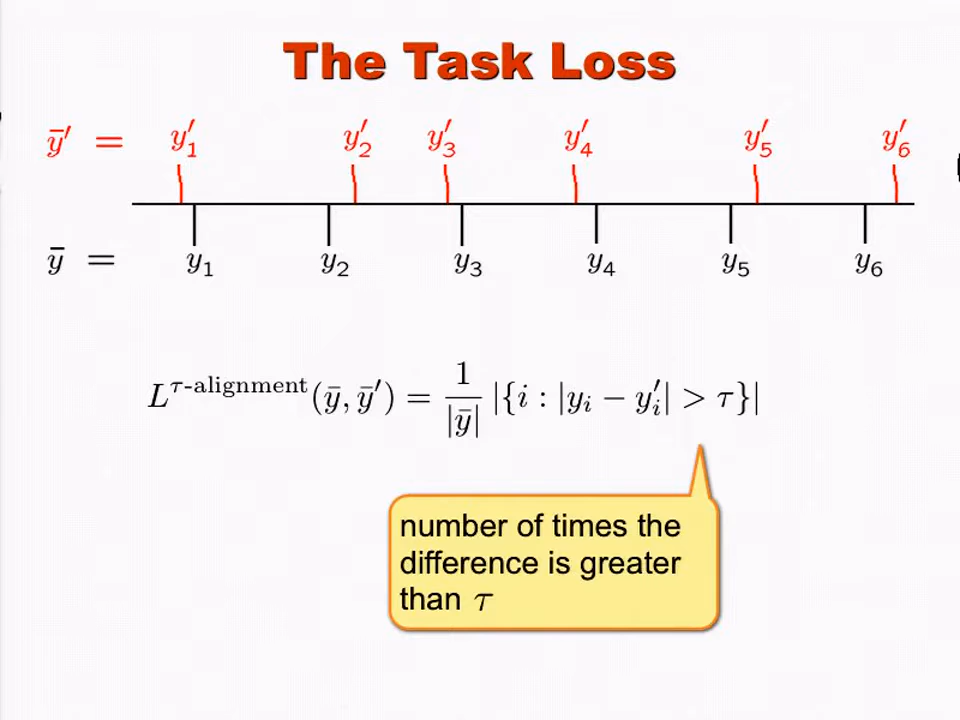 The Task Loss
ȳ′ = y′₁ y′₂ y′₃ y′₄ y′₅ y′₆
ȳ = y₁ y₂ y₃ y₄ y₅ y₆
L^{τ-alignment}(ȳ, ȳ′) = \frac{1}{|ȳ|} |{i : |yᵢ − y′ᵢ| > τ}|
number of times the
difference is greater
than τ